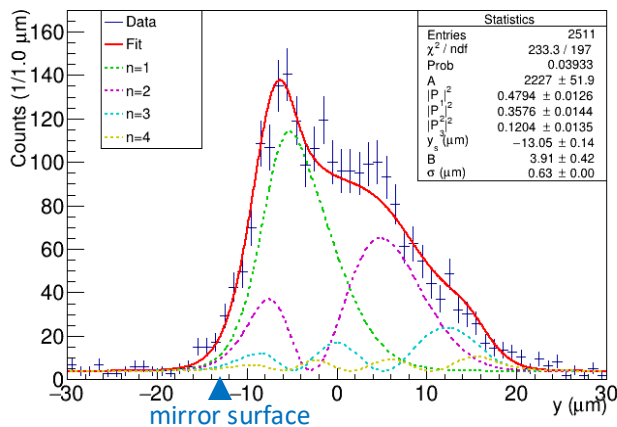 Counts (1/1.0 μm)
160
140
120
100
80
60
40
20
0
Data
Fit
n=1
n=2
n=3
n=4
Statistics
Entries 2511
χ² / ndf 233.3 / 197
Prob 0.03933
A 2227 ± 51.9
|P₁|² 0.4794 ± 0.0126
|P₂|² 0.3576 ± 0.0144
|P₃|² 0.1204 ± 0.0135
yₛ (μm) −13.05 ± 0.14
B 3.91 ± 0.42
σ (μm) 0.63 ± 0.00
−30 −20 −10 0 10 20 30
y (μm)
mirror surface